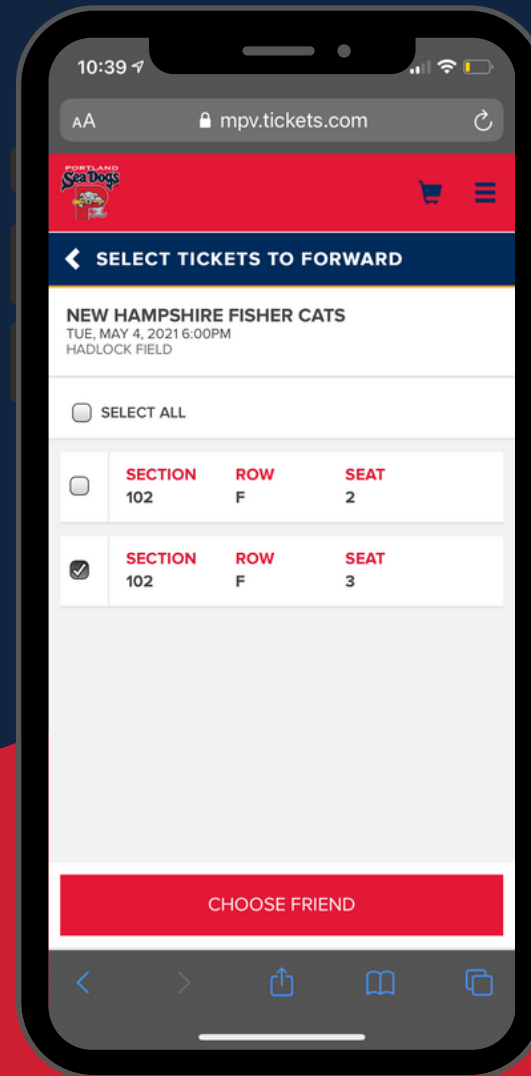 10:39
AA mpv.tickets.com
PORTLAND
Sea Dogs
SELECT TICKETS TO FORWARD
NEW HAMPSHIRE FISHER CATS
TUE, MAY 4, 2021 6:00PM
HADLOCK FIELD
SELECT ALL
SECTION ROW SEAT
102 F 2
SECTION ROW SEAT
102 F 3
CHOOSE FRIEND